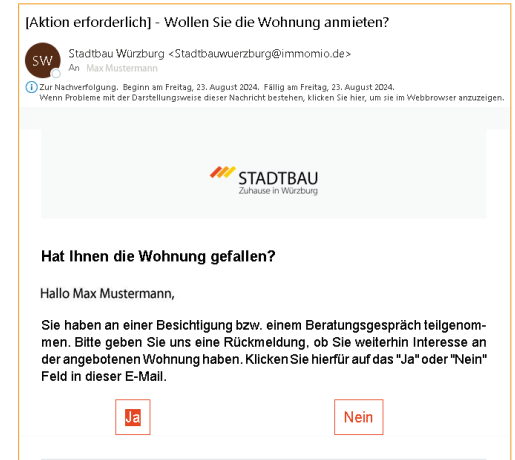 [Aktion erforderlich] - Wollen Sie die Wohnung anmieten?
SW
Stadtbau Würzburg <Stadtbauwuerzburg@immomio.de>
An Max Mustermann
Zur Nachverfolgung. Beginn am Freitag, 23. August 2024. Fällig am Freitag, 23. August 2024.
Wenn Probleme mit der Darstellungsweise dieser Nachricht bestehen, klicken Sie hier, um sie im Webbrowser anzuzeigen.
STADTBAU
Zuhause in Würzburg
Hat Ihnen die Wohnung gefallen?
Hallo Max Mustermann,
Sie haben an einer Besichtigung bzw. einem Beratungsgespräch teilgenom-
men. Bitte geben Sie uns eine Rückmeldung, ob Sie weiterhin Interesse an
der angebotenen Wohnung haben. Klicken Sie hierfür auf das "Ja" oder "Nein"
Feld in dieser E-Mail.
Ja Nein